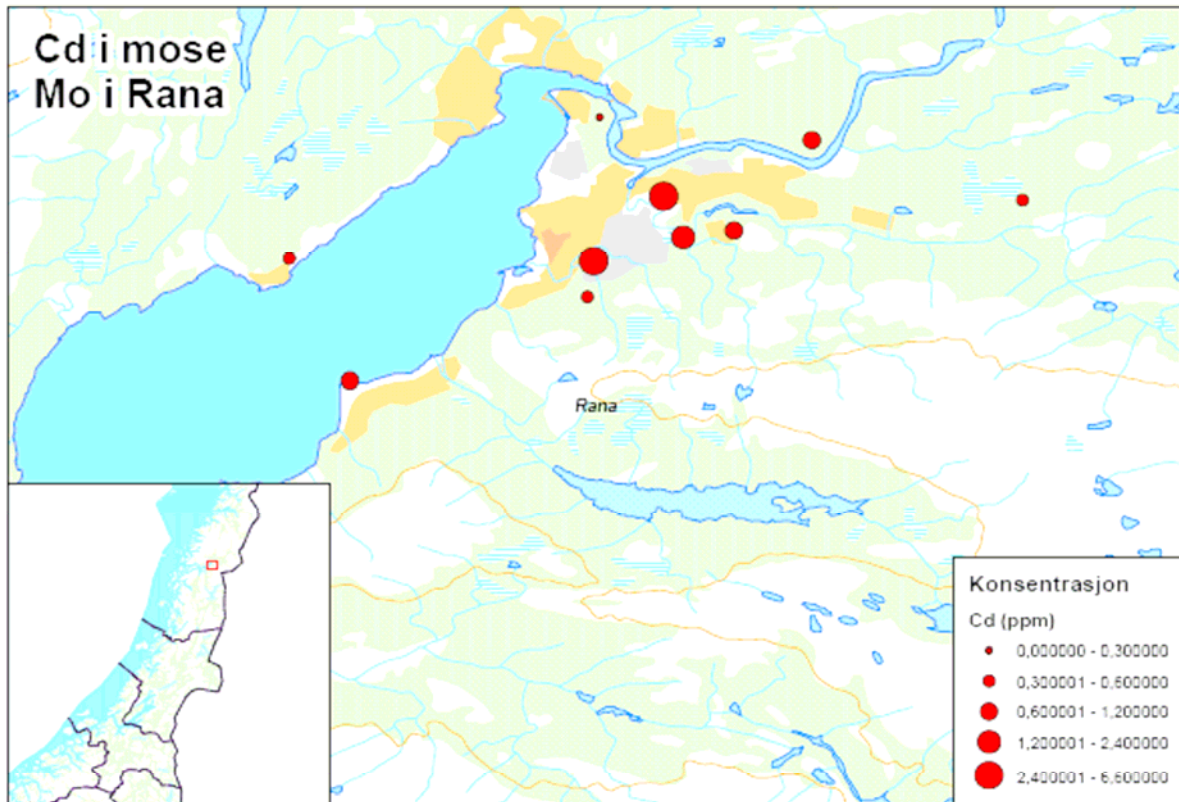 Cd i mose
Mo i Rana
Rana
Konsentrasjon
Cd (ppm)
0,000000 - 0,300000
0,300001 - 0,600000
0,600001 - 1,200000
1,200001 - 2,400000
2,400001 - 6,600000